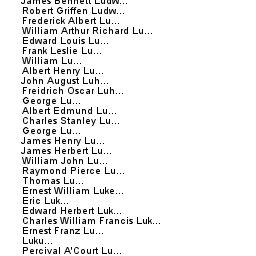 James Bennett Ludw...
Robert Griffen Ludw...
Frederick Albert Lu...
William Arthur Richard Lu...
Edward Louis Lu...
Frank Leslie Lu...
William Lu...
Albert Henry Lu...
John August Luh...
Freidrich Oscar Luh...
George Lu...
Albert Edmund Lu...
Charles Stanley Lu...
George Lu...
James Henry Lu...
James Herbert Lu...
William John Lu...
Raymond Pierce Lu...
Thomas Lu...
Ernest William Luke...
Eric Luk...
Edward Herbert Luk...
Charles William Francis Luk...
Ernest Franz Lu...
Luku...
Percival A'Court Lu...